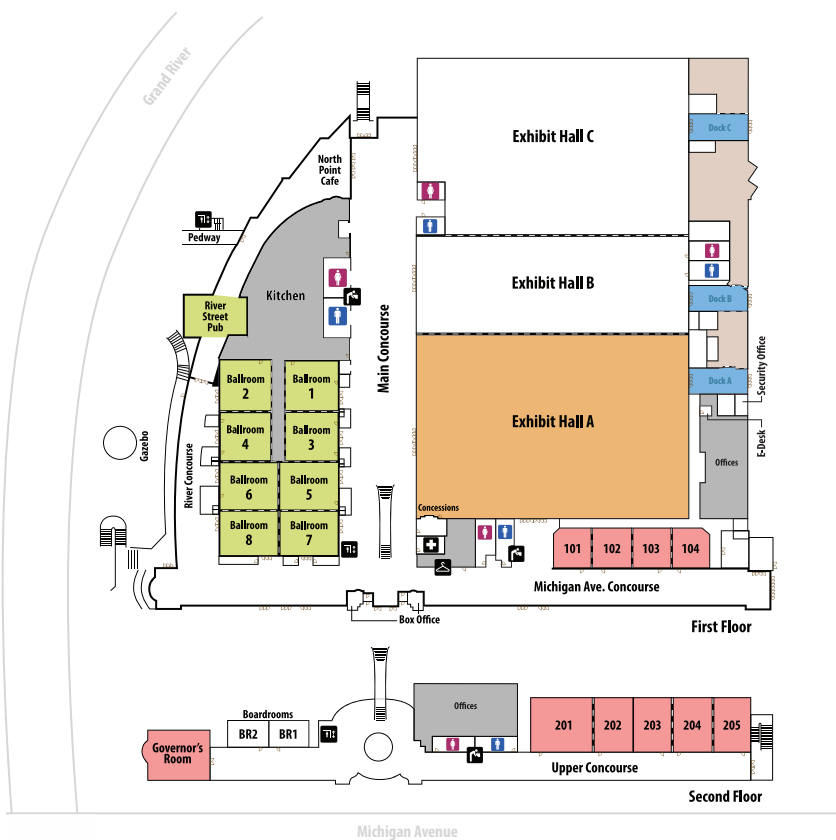 Grand River
Exhibit Hall C
Dock C
North
Point
Cafe
Pedway
Kitchen
Exhibit Hall B
Dock B
River
Street
Pub
Main Concourse
Security Office
Ballroom
2
Ballroom
1
Dock A
Exhibit Hall A
Ballroom
4
Ballroom
3
Gazebo
River Concourse
E-Desk
Offices
Ballroom
6
Ballroom
5
Concessions
Ballroom
8
Ballroom
7
101
102
103
104
Michigan Ave. Concourse
Box Office
First Floor
Offices
Boardrooms
BR2
BR1
201
202
203
204
205
Governor's
Room
Upper Concourse
Second Floor
Michigan Avenue